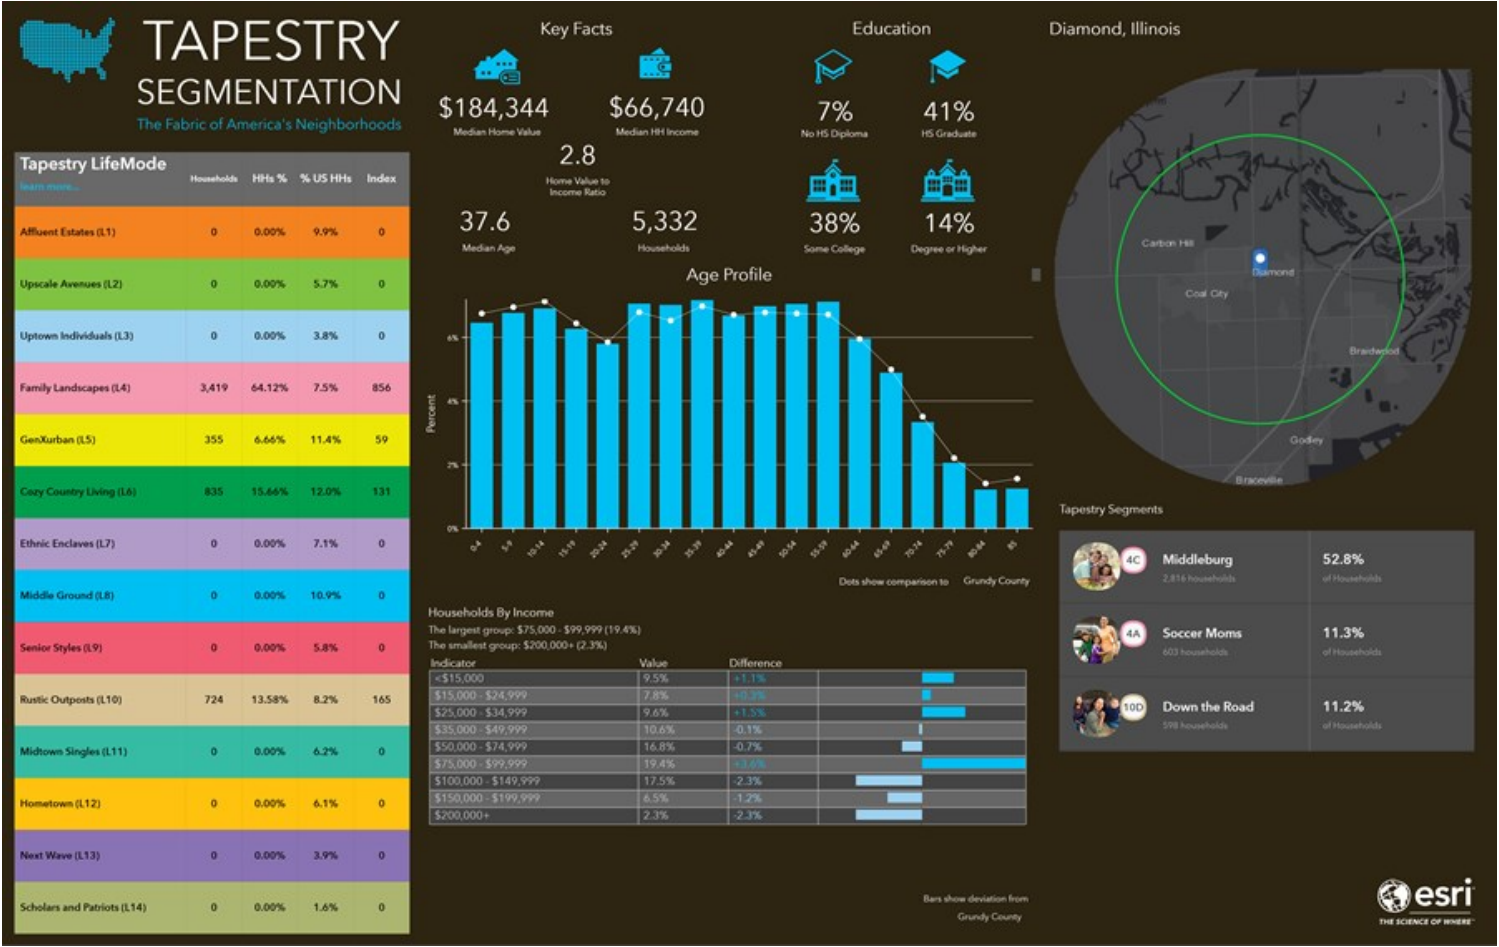 TAPESTRY
SEGMENTATION
The Fabric of America's Neighborhoods
Tapestry LifeMode
learn more...
Households HHs % % US HHs Index
Affluent Estates (L1) 0 0.00% 9.9% 0
Upscale Avenues (L2) 0 0.00% 5.7% 0
Uptown Individuals (L3) 0 0.00% 3.8% 0
Family Landscapes (L4) 3,419 64.12% 7.5% 856
GenXurban (L5) 355 6.66% 11.4% 59
Cozy Country Living (L6) 835 15.66% 12.0% 131
Ethnic Enclaves (L7) 0 0.00% 7.1% 0
Middle Ground (L8) 0 0.00% 10.9% 0
Senior Styles (L9) 0 0.00% 5.8% 0
Rustic Outposts (L10) 724 13.58% 8.2% 165
Midtown Singles (L11) 0 0.00% 6.2% 0
Hometown (L12) 0 0.00% 6.1% 0
Next Wave (L13) 0 0.00% 3.9% 0
Scholars and Patriots (L14) 0 0.00% 1.6% 0
Key Facts
$184,344 $66,740
Median Home Value Median HH Income
2.8
Home Value to
Income Ratio
37.6 5,332
Median Age Households
Education
7% 41%
No HS Diploma HS Graduate
38% 14%
Some College Degree or Higher
Age Profile
Percent
6%
4%
2%
0%
0-4 5-9 10-14 15-19 20-24 25-29 30-34 35-39 40-44 45-49 50-54 55-59 60-64 65-69 70-74 75-79 80-84 85
Dots show comparison to Grundy County
Households By Income
The largest group: $75,000 - $99,999 (19.4%)
The smallest group: $200,000+ (2.3%)
Indicator Value Difference
<$15,000 9.5% +1.1%
$15,000 - $24,999 7.8% +0.3%
$25,000 - $34,999 9.6% +1.5%
$35,000 - $49,999 10.6% -0.1%
$50,000 - $74,999 16.8% -0.7%
$75,000 - $99,999 19.4% +3.6%
$100,000 - $149,999 17.5% -2.3%
$150,000 - $199,999 6.5% -1.2%
$200,000+ 2.3% -2.3%
Bars show deviation from
Grundy County
Diamond, Illinois
Carbon Hill
Diamond
Coal City
Braidwood
Godley
Braceville
Tapestry Segments
4C Middleburg 52.8%
2,816 households of Households
4A Soccer Moms 11.3%
603 households of Households
10D Down the Road 11.2%
598 households of Households
esri
THE SCIENCE OF WHERE